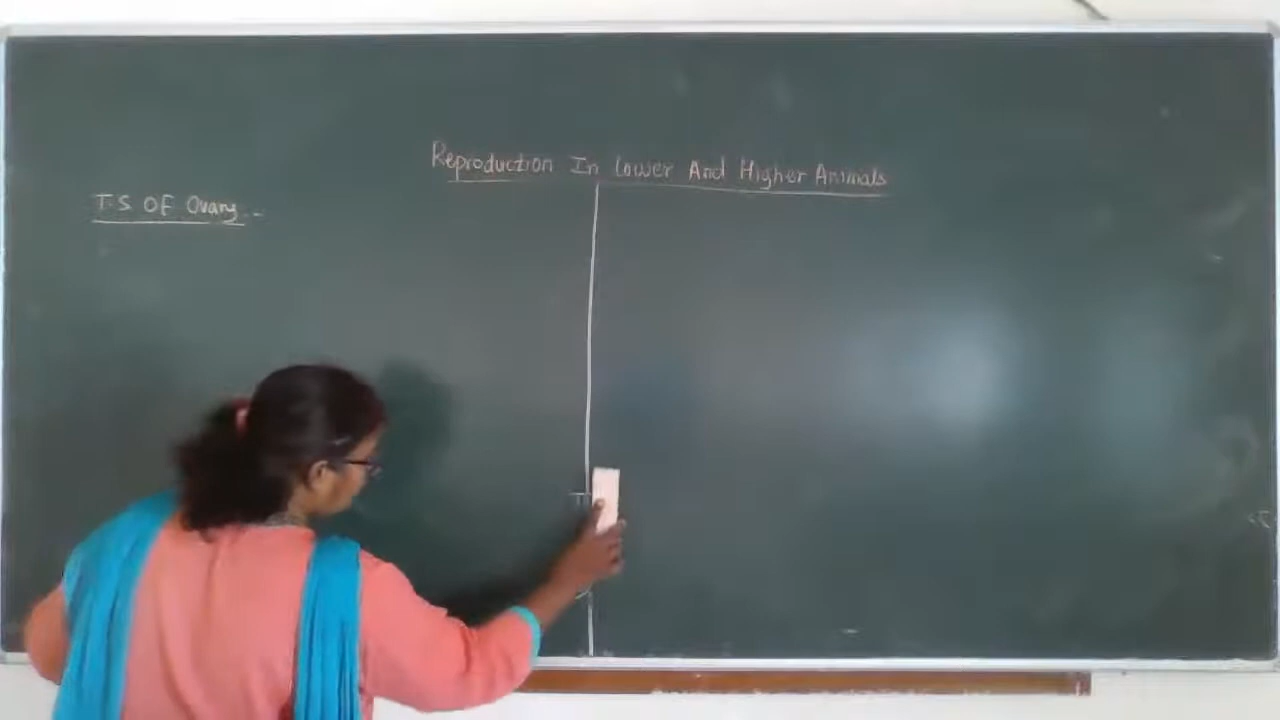 Reproduction In Lower And Higher Animals
T.S OF Ovary..